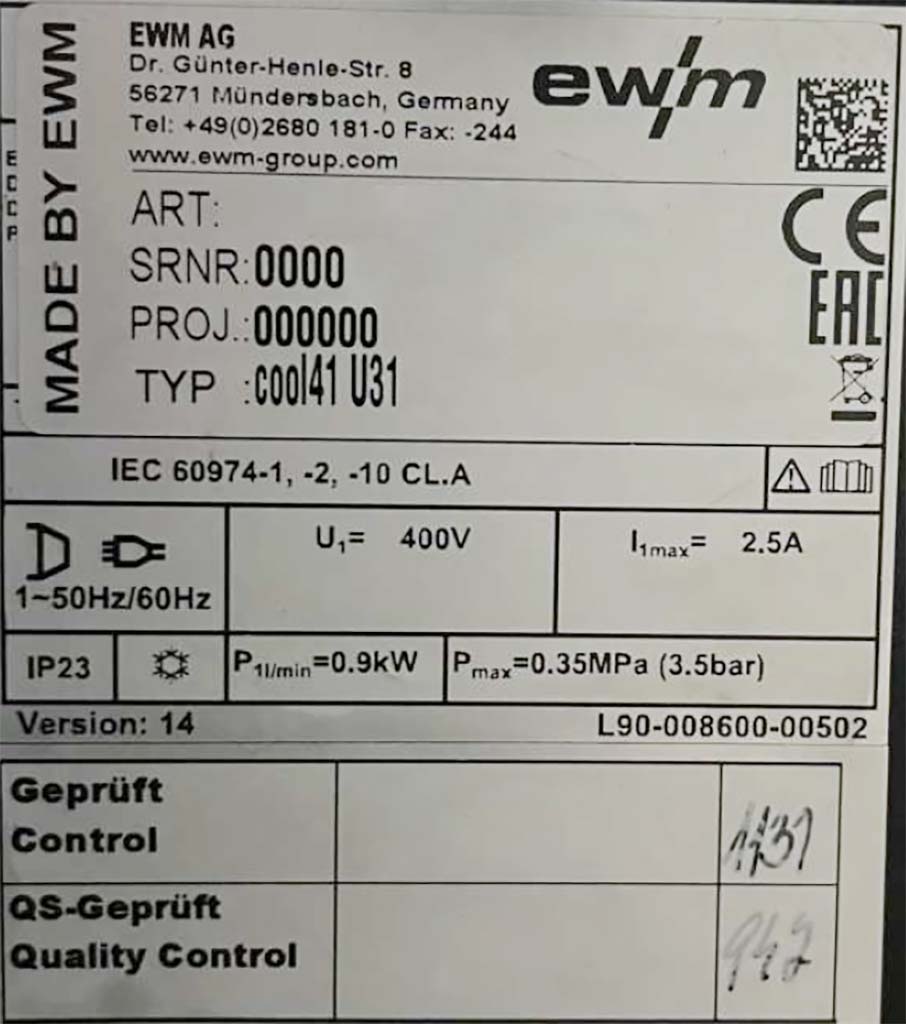 MADE BY EWM
EWM AG
Dr. Günter-Henle-Str. 8
56271 Mündersbach, Germany
Tel: +49(0)2680 181-0 Fax: -244
www.ewm-group.com
ewm
ART:
SRNR:0000
PROJ.:000000
TYP :cool41 U31
CE
EAC
IEC 60974-1, -2, -10 CL.A
U1= 400V
I1max= 2.5A
1~50Hz/60Hz
IP23
P1l/min=0.9kW
Pmax=0.35MPa (3.5bar)
Version: 14
L90-008600-00502
Geprüft
Control
QS-Geprüft
Quality Control
942